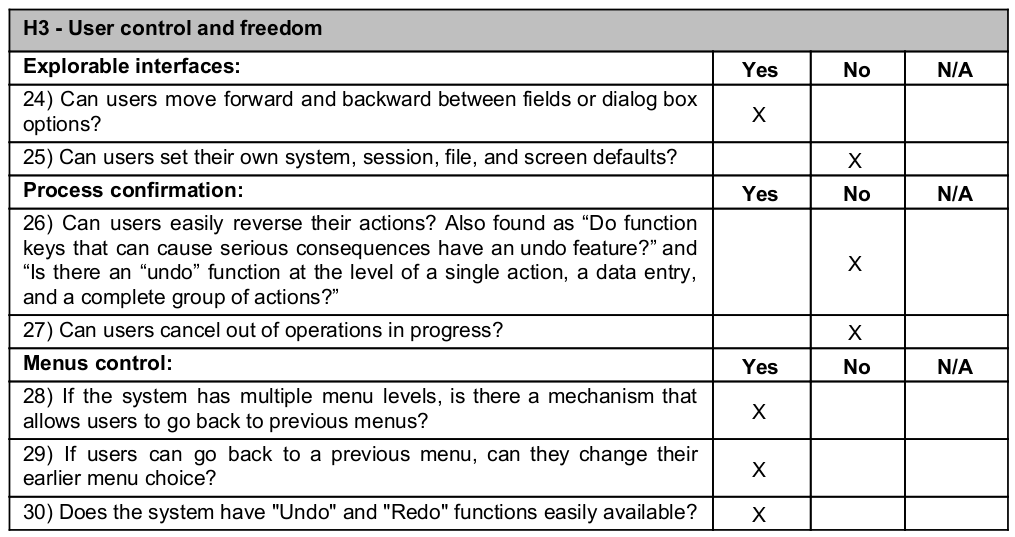 H3 - User control and freedom
Explorable interfaces: Yes No N/A
24) Can users move forward and backward between fields or dialog box
options? X
25) Can users set their own system, session, file, and screen defaults? X
Process confirmation: Yes No N/A
26) Can users easily reverse their actions? Also found as “Do function
keys that can cause serious consequences have an undo feature?” and
“Is there an “undo” function at the level of a single action, a data entry,
and a complete group of actions?” X
27) Can users cancel out of operations in progress? X
Menus control: Yes No N/A
28) If the system has multiple menu levels, is there a mechanism that
allows users to go back to previous menus? X
29) If users can go back to a previous menu, can they change their
earlier menu choice? X
30) Does the system have "Undo" and "Redo" functions easily available? X